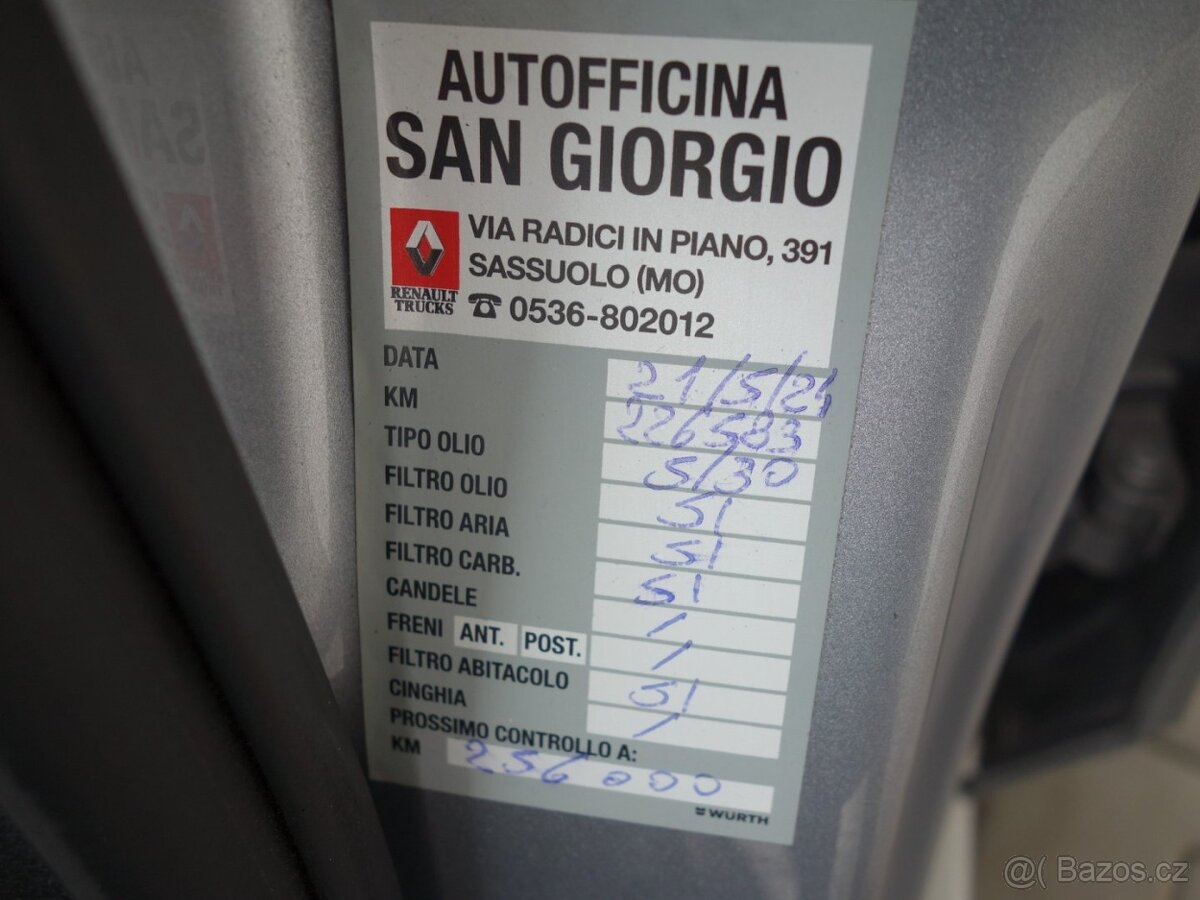 AUTOFFICINA
SAN GIORGIO
VIA RADICI IN PIANO, 391
SASSUOLO (MO)
RENAULT
TRUCKS
☎ 0536-802012
DATA 21/5/21
KM 226583
TIPO OLIO 5/30
FILTRO OLIO SI
FILTRO ARIA SI
FILTRO CARB. SI
CANDELE /
FRENI ANT. POST. /
FILTRO ABITACOLO SI
CINGHIA /
PROSSIMO CONTROLLO A:
KM 256000
WÜRTH
@( Bazos.cz